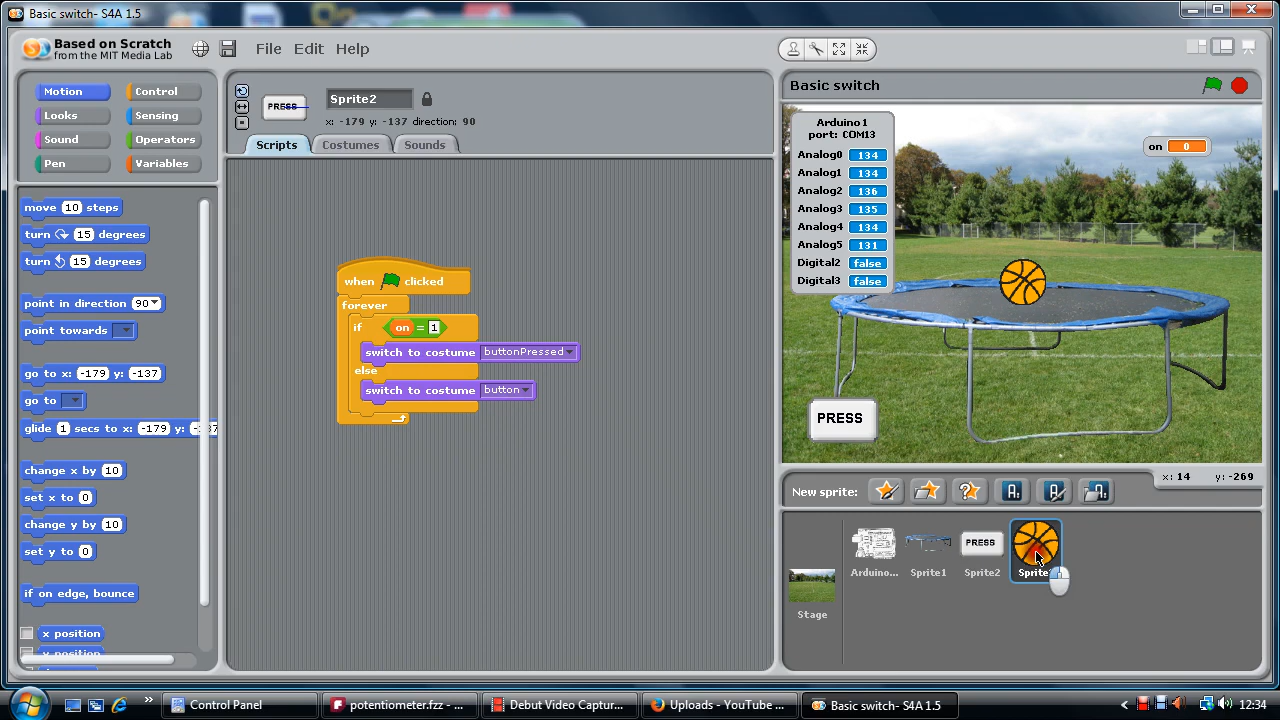 Basic switch- S4A 1.5
Based on Scratch
from the MIT Media Lab
File Edit Help
Motion Control
Looks Sensing
Sound Operators
Pen Variables
move 10 steps
turn 15 degrees
turn 15 degrees
point in direction 90
point towards
go to x: -179 y: -137
go to
glide 1 secs to x: -179 y:
change x by 10
set x to 0
change y by 10
set y to 0
if on edge, bounce
x position
y position
PRESS
Sprite2
x: -179 y: -137 direction: 90
Scripts Costumes Sounds
when clicked
forever
if on = 1
switch to costume buttonPressed
else
switch to costume button
Basic switch
Arduino1
port: COM13
Analog0 134
Analog1 134
Analog2 136
Analog3 135
Analog4 134
Analog5 131
Digital2 false
Digital3 false
on 0
PRESS
x: 14 y: -269
New sprite:
PRESS
Arduino... Sprite1 Sprite2
Stage
Control Panel
potentiometer.fzz - ...
Debut Video Captur...
Uploads - YouTube ...
Basic switch- S4A 1.5
12:34